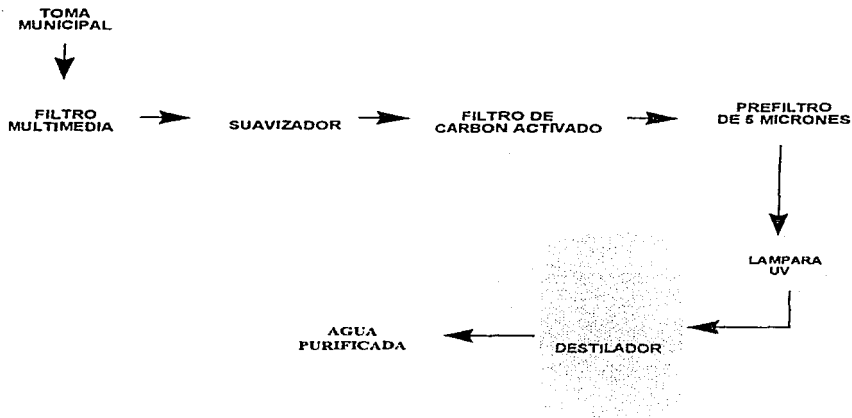 TOMA
MUNICIPAL
FILTRO
MULTIMEDIA
SUAVIZADOR
FILTRO DE
CARBON ACTIVADO
PREFILTRO
DE 5 MICRONES
LAMPARA
UV
DESTILADOR
AGUA
PURIFICADA